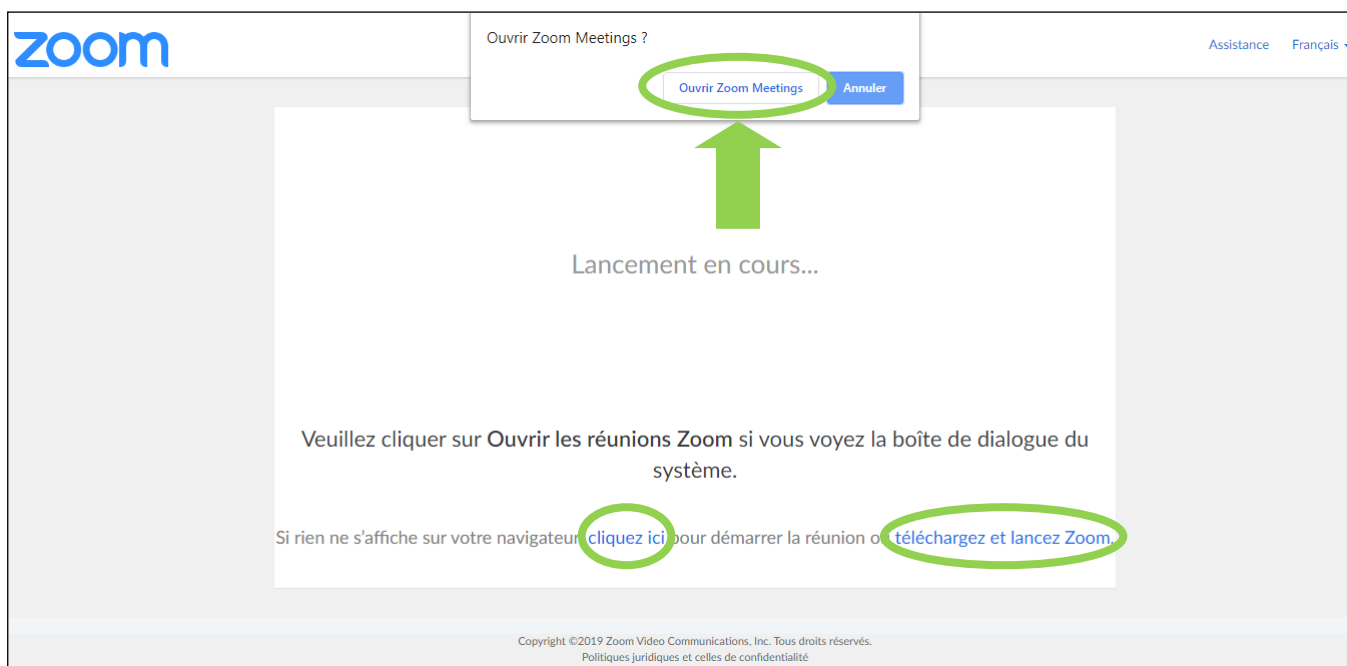 zoom
Ouvrir Zoom Meetings ?
Assistance Français
Ouvrir Zoom Meetings Annuler
Lancement en cours...
Veuillez cliquer sur Ouvrir les réunions Zoom si vous voyez la boîte de dialogue du
système.
Si rien ne s’affiche sur votre navigateur cliquez ici pour démarrer la réunion o téléchargez et lancez Zoom.
Copyright ©2019 Zoom Video Communications, Inc. Tous droits réservés.
Politiques juridiques et celles de confidentialité